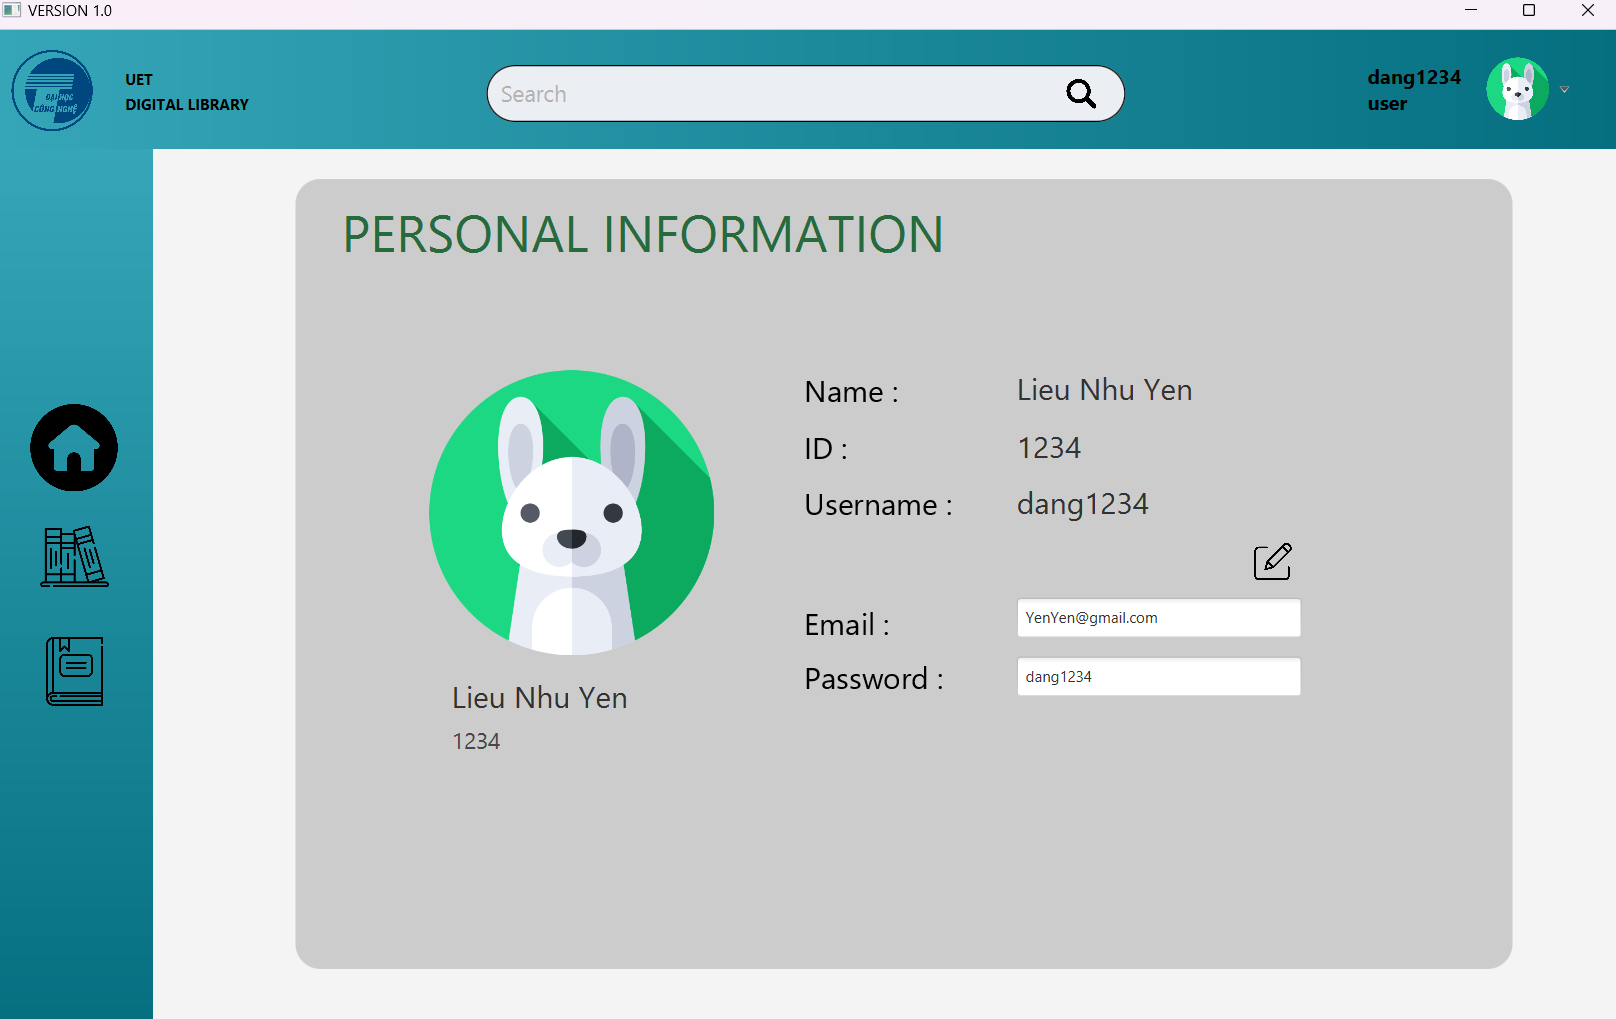 VERSION 1.0
ĐẠI HỌC
CÔNG NGHỆ
UET
DIGITAL LIBRARY
Search
dang1234
user
PERSONAL INFORMATION
Name : Lieu Nhu Yen
ID : 1234
Username : dang1234
Email : YenYen@gmail.com
Password : dang1234
Lieu Nhu Yen
1234